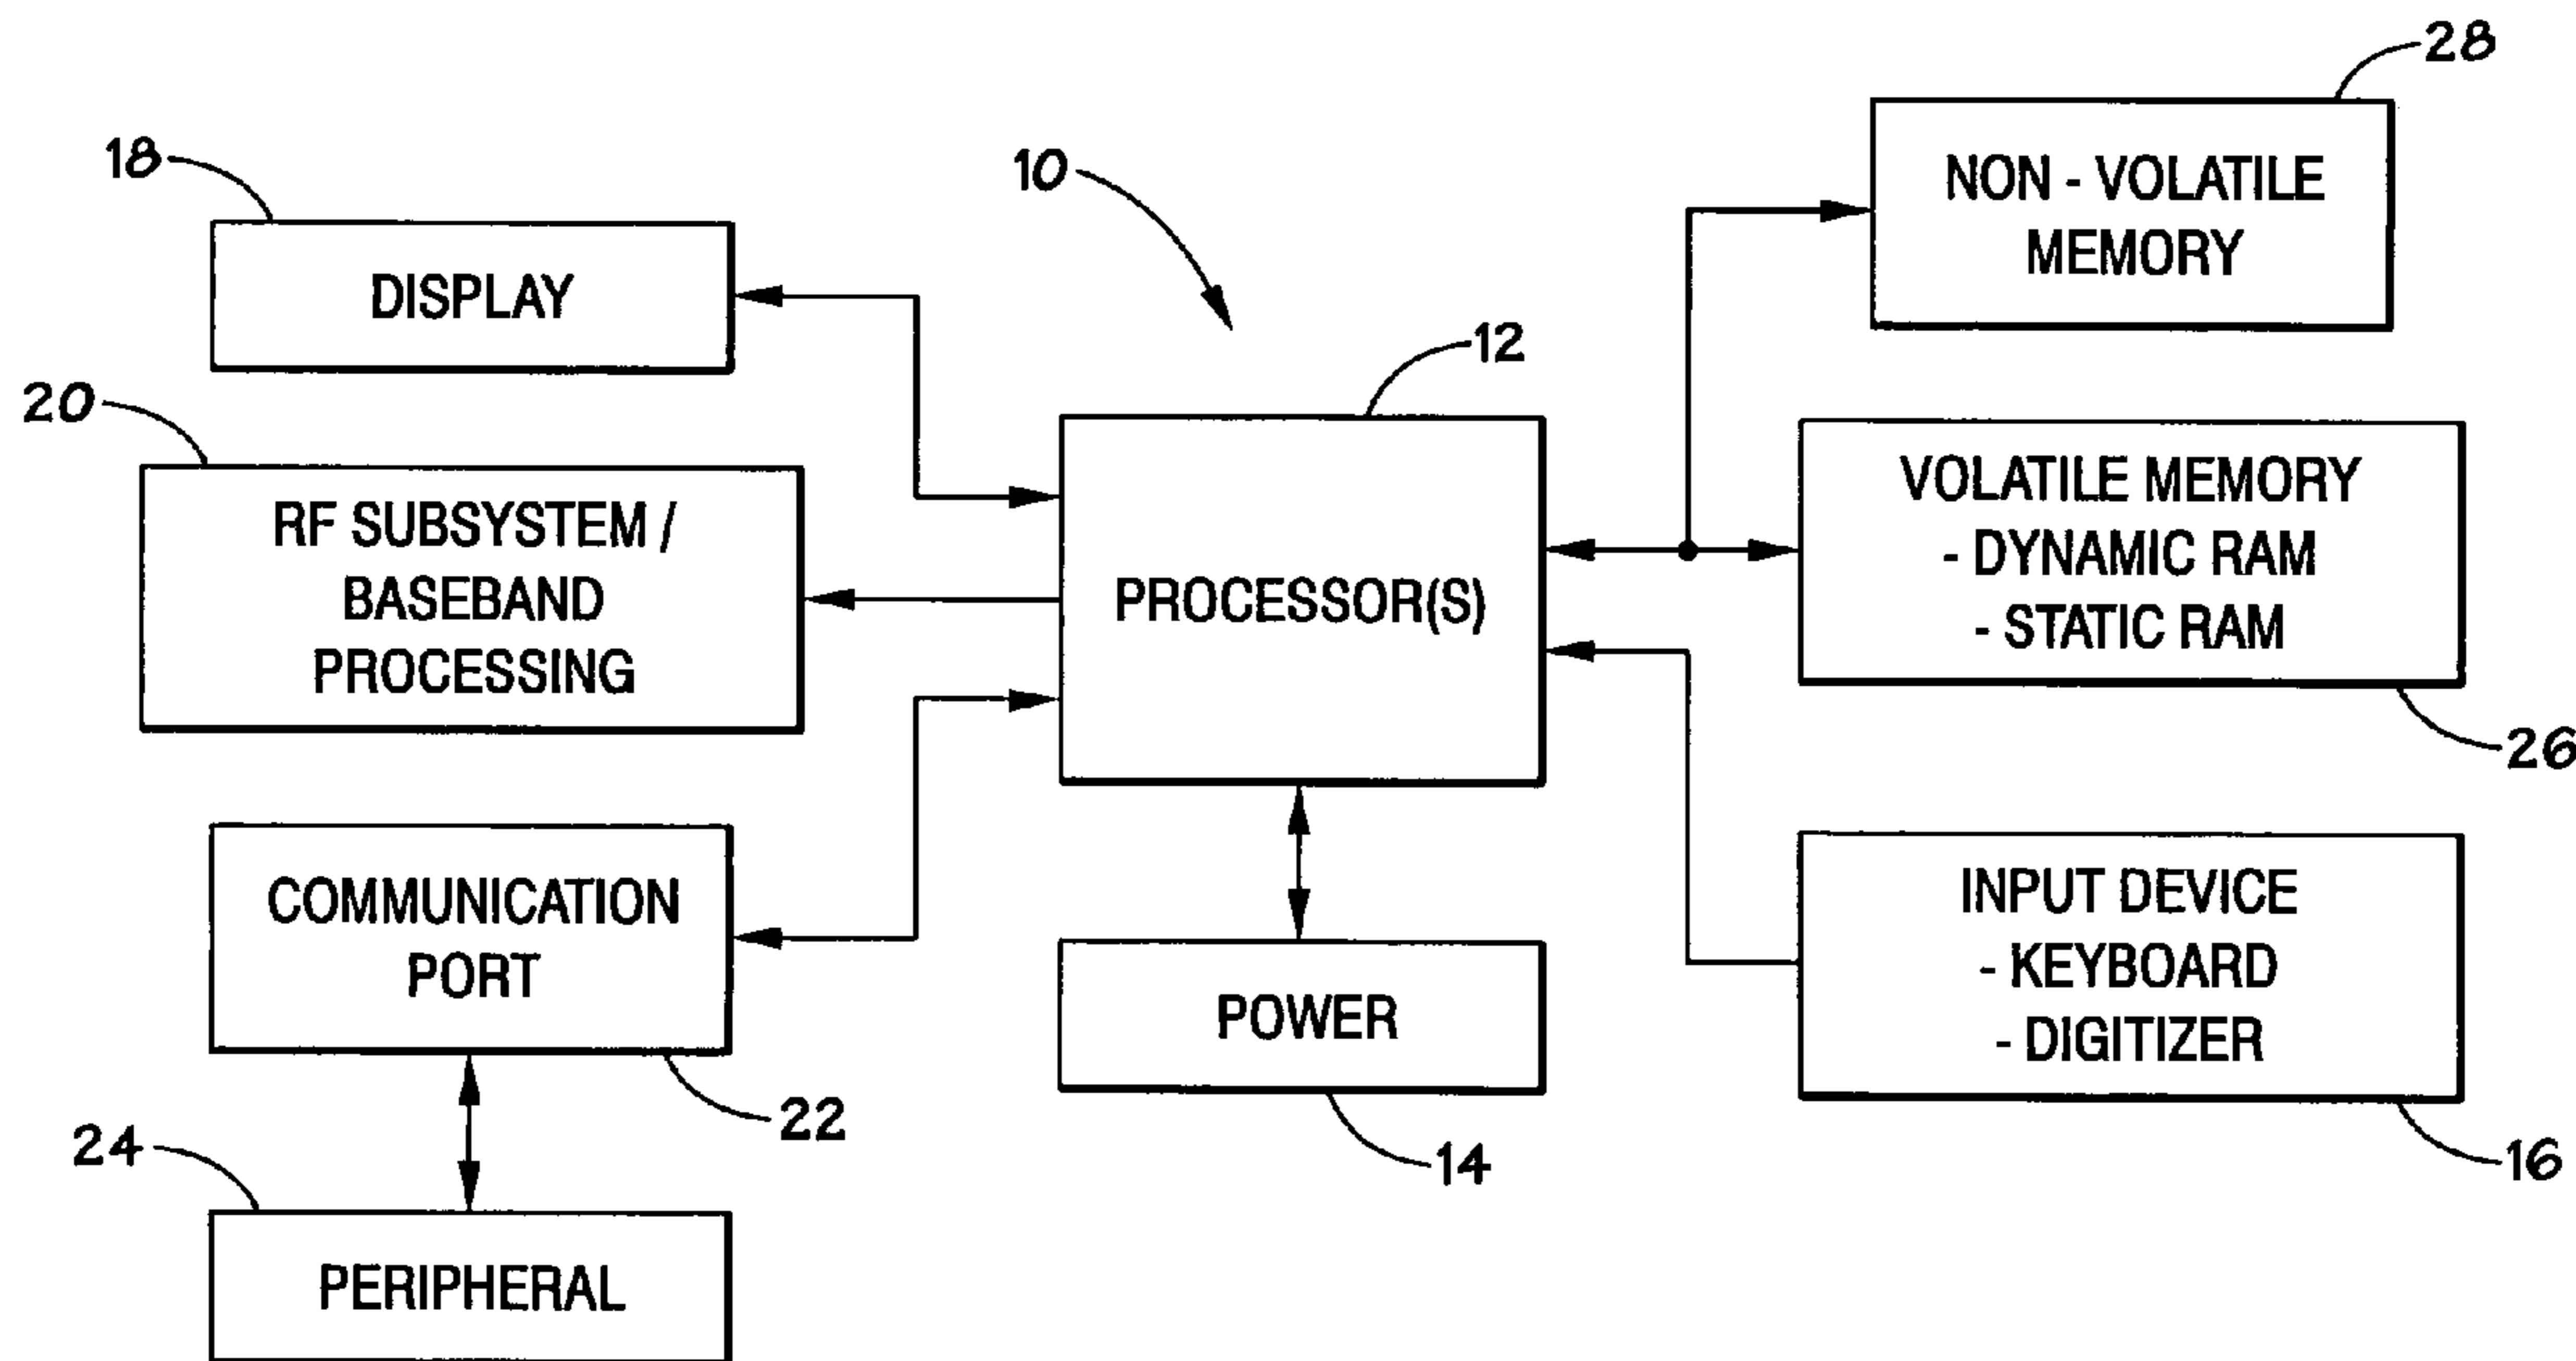 28
18
10
NON - VOLATILE
MEMORY
DISPLAY
12
20
VOLATILE MEMORY
- DYNAMIC RAM
- STATIC RAM
RF SUBSYSTEM /
BASEBAND
PROCESSING
PROCESSOR(S)
26
COMMUNICATION
PORT
INPUT DEVICE
- KEYBOARD
- DIGITIZER
POWER
22
24
14
16
PERIPHERAL